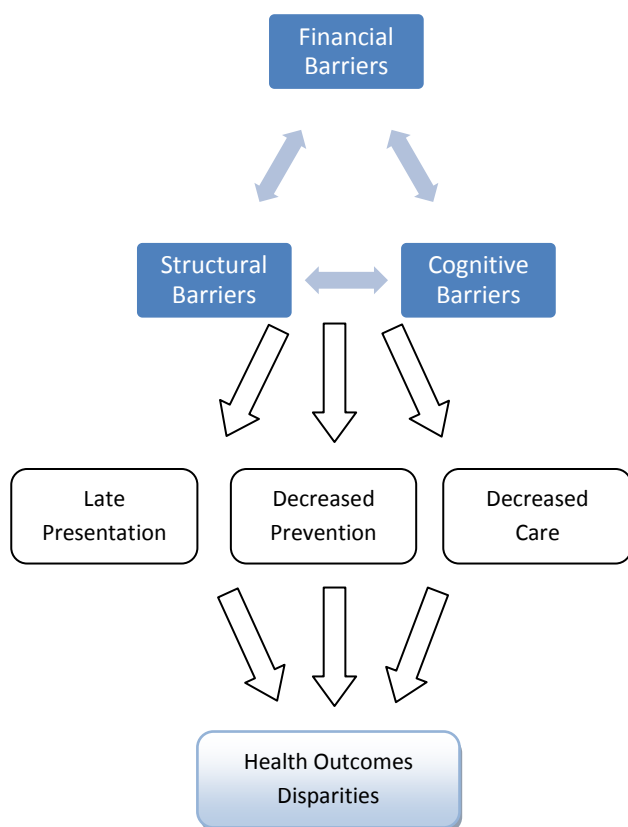 Financial
Barriers
Structural
Barriers
Cognitive
Barriers
Late
Presentation
Decreased
Prevention
Decreased
Care
Health Outcomes
Disparities